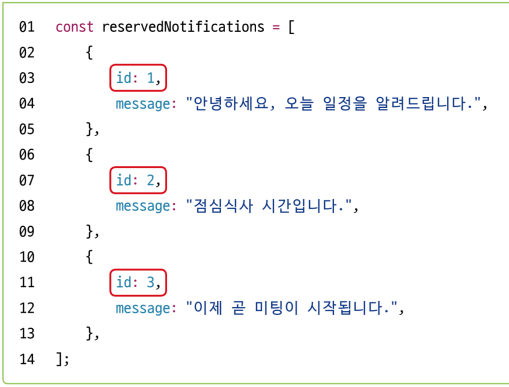 01 const reservedNotifications = [
02 {
03 id: 1,
04 message: "안녕하세요, 오늘 일정을 알려드립니다.",
05 },
06 {
07 id: 2,
08 message: "점심식사 시간입니다.",
09 },
10 {
11 id: 3,
12 message: "이제 곧 미팅이 시작됩니다.",
13 },
14 ];